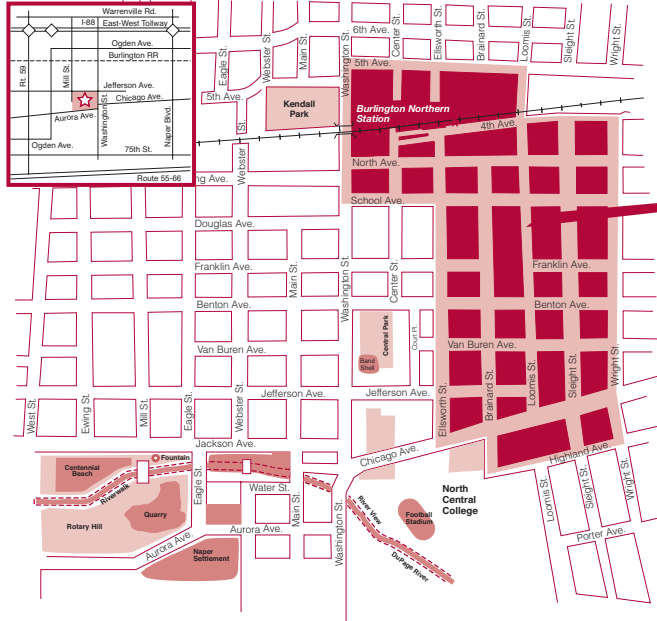 Warrenville Rd.
I-88
East-West Tollway
Ogden Ave.
Burlington RR
Rt. 59
Mill St.
Jefferson Ave.
Chicago Ave.
Aurora Ave.
Washington St.
Naper Blvd.
Ogden Ave.
75th St.
Route 55-66
Eagle St.
Webster St.
Main St.
Washington St.
Center St.
Ellsworth St.
Brainard St.
Loomis St.
Sleight St.
Wright St.
6th Ave.
5th Ave.
5th Ave.
Kendall
Park
Burlington Northern
Station
4th Ave.
Webster
St.
North Ave.
ng Ave.
School Ave.
Douglas Ave.
Franklin Ave.
Main St.
Washington St.
Center St.
Franklin Ave.
Benton Ave.
Benton Ave.
Central Park
Court Pl.
Band
Shell
Van Buren Ave.
Van Buren Ave.
Jefferson Ave.
Jefferson Ave.
West St.
Ewing St.
Mill St.
Eagle St.
Webster St.
Ellsworth St.
Brainard St.
Loomis St.
Sleight St.
Wright St.
Jackson Ave.
Chicago Ave.
Highland Ave.
Fountain
Centennial
Beach
Riverwalk
Eagle St.
Water St.
Main St.
Washington St.
Quarry
Rotary Hill
Aurora Ave.
Aurora Ave.
Naper
Settlement
River View
DuPage River
Football
Stadium
North
Central
College
Loomis St.
Sleight St.
Wright St.
Porter Ave.